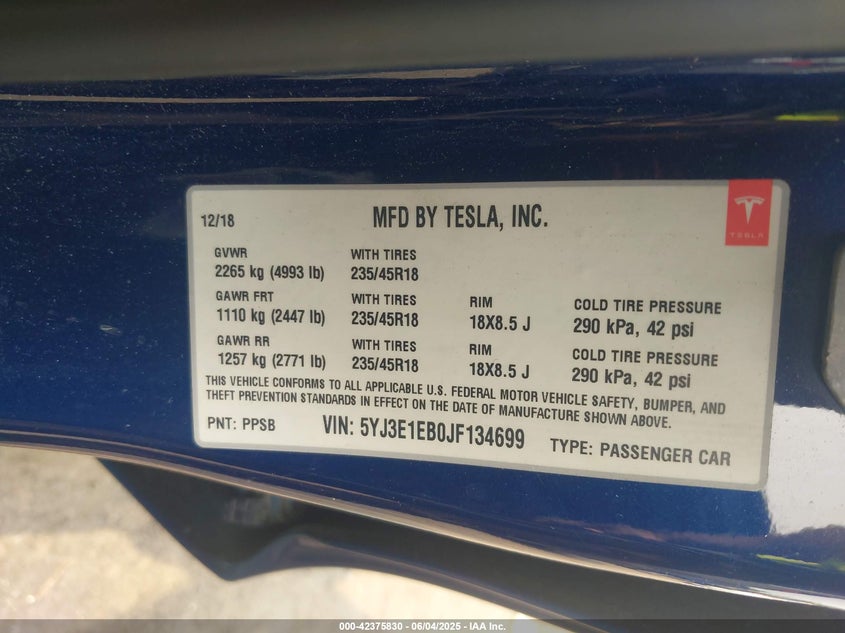 12/18 MFD BY TESLA, INC.
TESLA
GVWR WITH TIRES
2265 kg (4993 lb) 235/45R18
GAWR FRT WITH TIRES RIM COLD TIRE PRESSURE
1110 kg (2447 lb) 235/45R18 18X8.5 J 290 kPa, 42 psi
GAWR RR WITH TIRES RIM COLD TIRE PRESSURE
1257 kg (2771 lb) 235/45R18 18X8.5 J 290 kPa, 42 psi
THIS VEHICLE CONFORMS TO ALL APPLICABLE U.S. FEDERAL MOTOR VEHICLE SAFETY, BUMPER, AND
THEFT PREVENTION STANDARDS IN EFFECT ON THE DATE OF MANUFACTURE SHOWN ABOVE.
PNT: PPSB VIN: 5YJ3E1EB0JF134699 TYPE: PASSENGER CAR
000-42375830 - 06/04/2025 - IAA Inc.